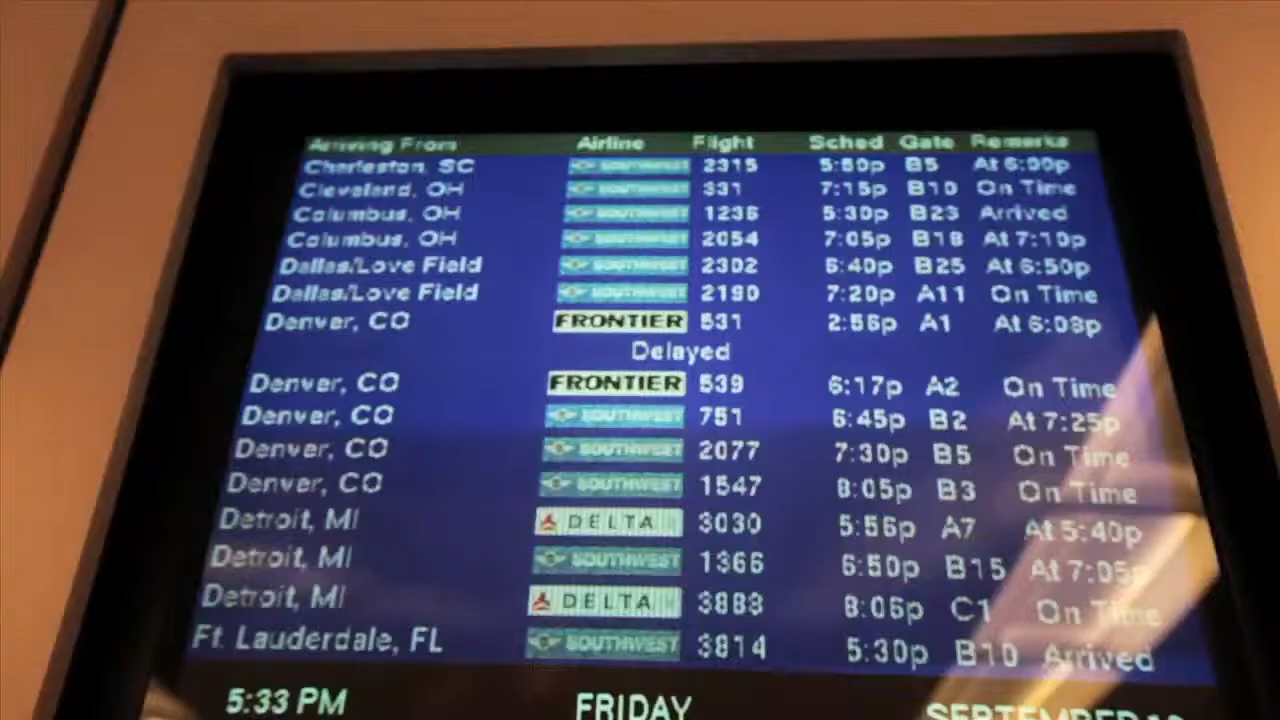 Arriving From Airline Flight Sched Gate Remarks
Charleston, SC SOUTHWEST 2315 5:50p B5 At 6:00p
Cleveland, OH SOUTHWEST 331 7:15p B10 On Time
Columbus, OH SOUTHWEST 1236 5:30p B23 Arrived
Columbus, OH SOUTHWEST 2054 7:05p B18 At 7:10p
Dallas/Love Field SOUTHWEST 2302 6:40p B25 At 6:50p
Dallas/Love Field SOUTHWEST 2190 7:20p A11 On Time
Denver, CO FRONTIER 531 2:56p A1 At 6:08p
Delayed
Denver, CO FRONTIER 539 6:17p A2 On Time
Denver, CO SOUTHWEST 751 6:45p B2 At 7:25p
Denver, CO SOUTHWEST 2077 7:30p B5 On Time
Denver, CO SOUTHWEST 1547 8:05p B3 On Time
Detroit, MI DELTA 3030 5:56p A7 At 5:40p
Detroit, MI SOUTHWEST 1366 6:50p B15 At 7:05p
Detroit, MI DELTA 3883 8:06p C1 On Time
Ft. Lauderdale, FL SOUTHWEST 3814 5:30p B10 Arrived
5:33 PM FRIDAY SEPTEMBER